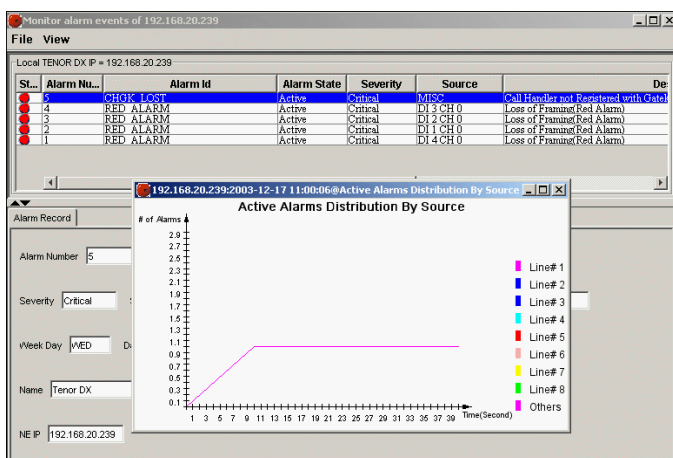 Monitor alarm events of 192.168.20.239
File View
Local TENOR DX IP = 192.168.20.239
St... Alarm Nu... Alarm Id Alarm State Severity Source De
5 CHGK LOST Active Critical MISC Call Handler not Registered with Gatek
4 RED ALARM Active Critical DI 3 CH 0 Loss of Framing(Red Alarm)
3 RED ALARM Active Critical DI 2 CH 0 Loss of Framing(Red Alarm)
2 RED ALARM Active Critical DI 1 CH 0 Loss of Framing(Red Alarm)
1 RED ALARM Active Critical DI 4 CH 0 Loss of Framing(Red Alarm)
192.168.20.239:2003-12-17 11:00:06@Active Alarms Distribution By Source
Active Alarms Distribution By Source
# of Alarms
2.9
2.7
2.5
2.3
2.1
1.9
1.7
1.5
1.3
1.1
0.9
0.7
0.5
0.3
0.1
1 3 5 7 9 11 13 15 17 19 21 23 25 27 29 31 33 35 37 39 Time(Second)
Line# 1
Line# 2
Line# 3
Line# 4
Line# 5
Line# 6
Line# 7
Line# 8
Others
Alarm Record
Alarm Number 5
Severity Critical
Week Day WED
Name Tenor DX
NE IP 192.168.20.239